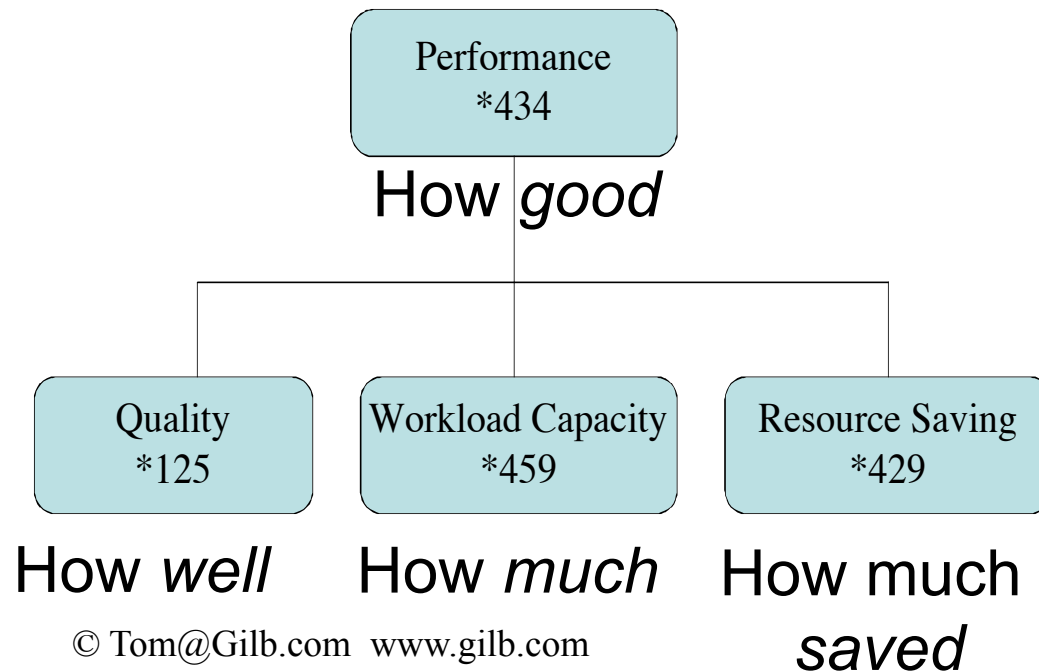 Performance
*434
How good
Quality
*125
Workload Capacity
*459
Resource Saving
*429
How well
How much
How much
saved
© Tom@Gilb.com www.gilb.com